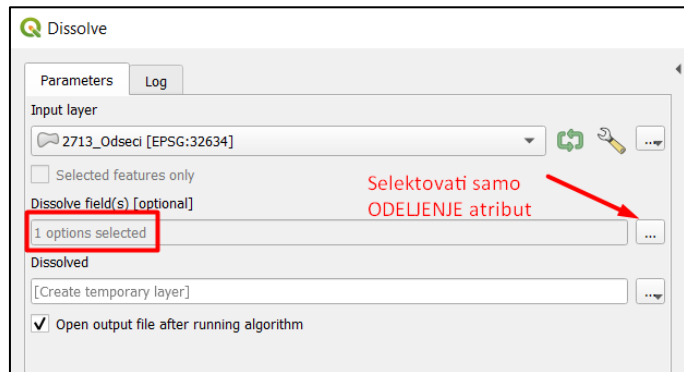 Dissolve
Parameters
Log
Input layer
2713_Odseci [EPSG:32634]
...
Selected features only
Selektovati samo
ODELJENJE atribut
Dissolve field(s) [optional]
1 options selected
...
Dissolved
[Create temporary layer]
...
Open output file after running algorithm